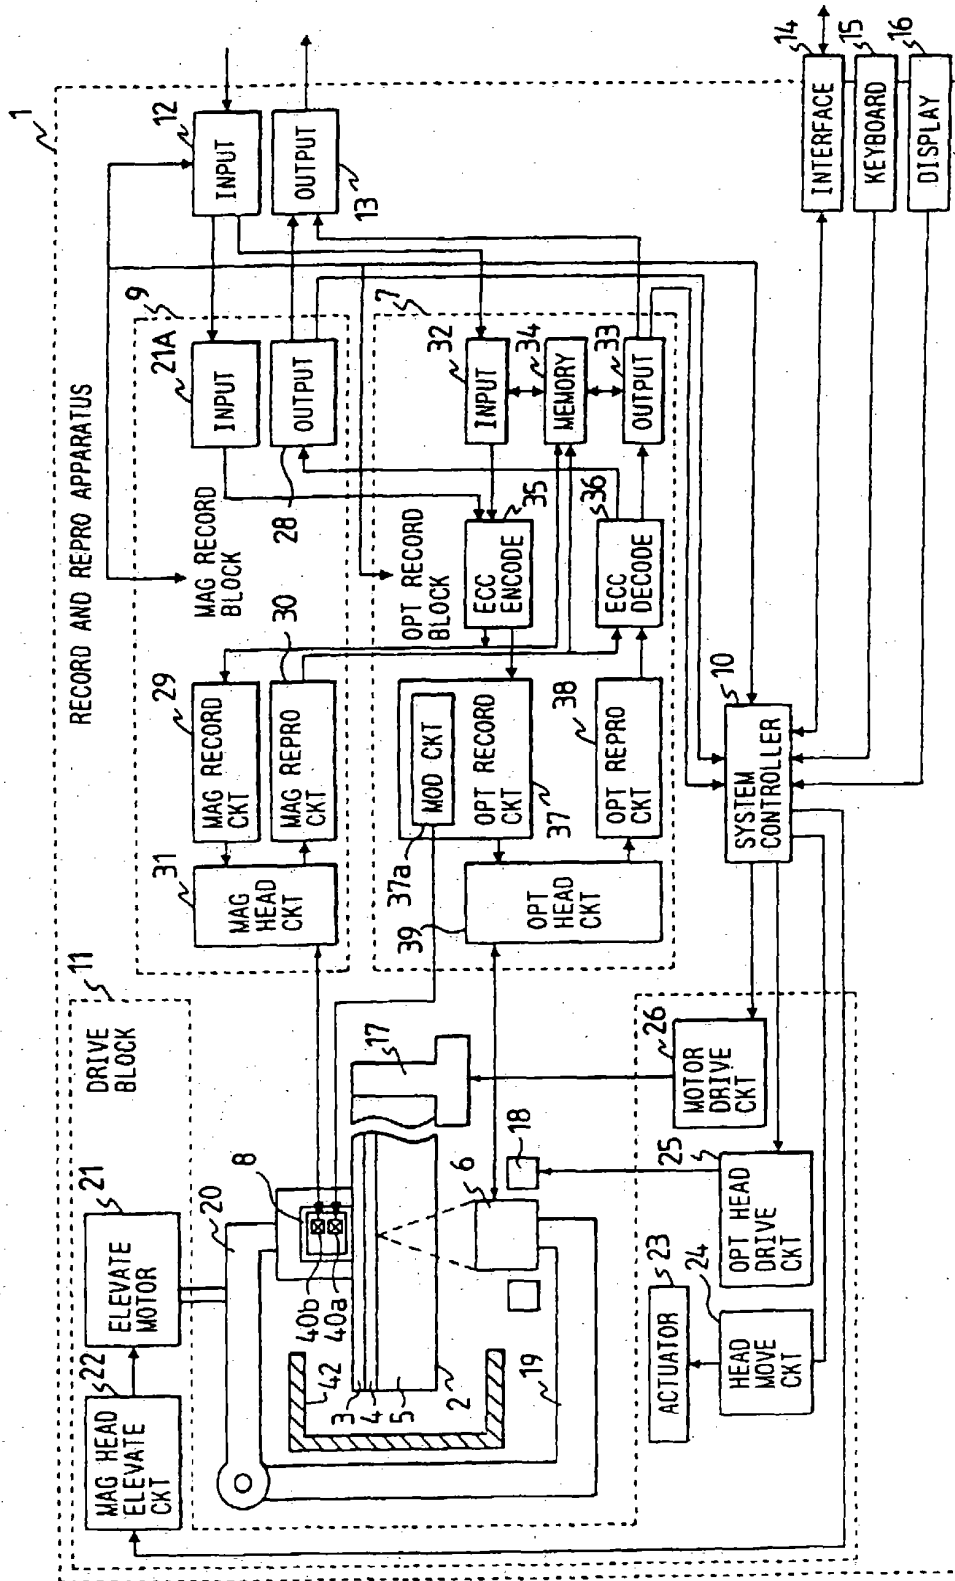 1
RECORD AND REPRO APPARATUS
DRIVE
BLOCK
11
22
MAG HEAD
ELEVATE
CKT
21
ELEVATE
MOTOR
20
8
40b
40a
42
3
4
5
2
17
18
6
19
23
ACTUATOR
24
HEAD
MOVE
CKT
25
OPT HEAD
DRIVE
CKT
26
MOTOR
DRIVE
CKT
9
MAG RECORD
BLOCK
31
MAG HEAD
CKT
29
MAG RECORD
CKT
30
MAG REPRO
CKT
21A
INPUT
28
OUTPUT
12
INPUT
13
OUTPUT
7
OPT RECORD
BLOCK
39
OPT HEAD
CKT
37a
MOD CKT
OPT RECORD
CKT
37
38
OPT REPRO
CKT
35
ECC
ENCODE
36
ECC
DECODE
32
INPUT
34
MEMORY
33
OUTPUT
10
SYSTEM
CONTROLLER
14
INTERFACE
15
KEYBOARD
16
DISPLAY